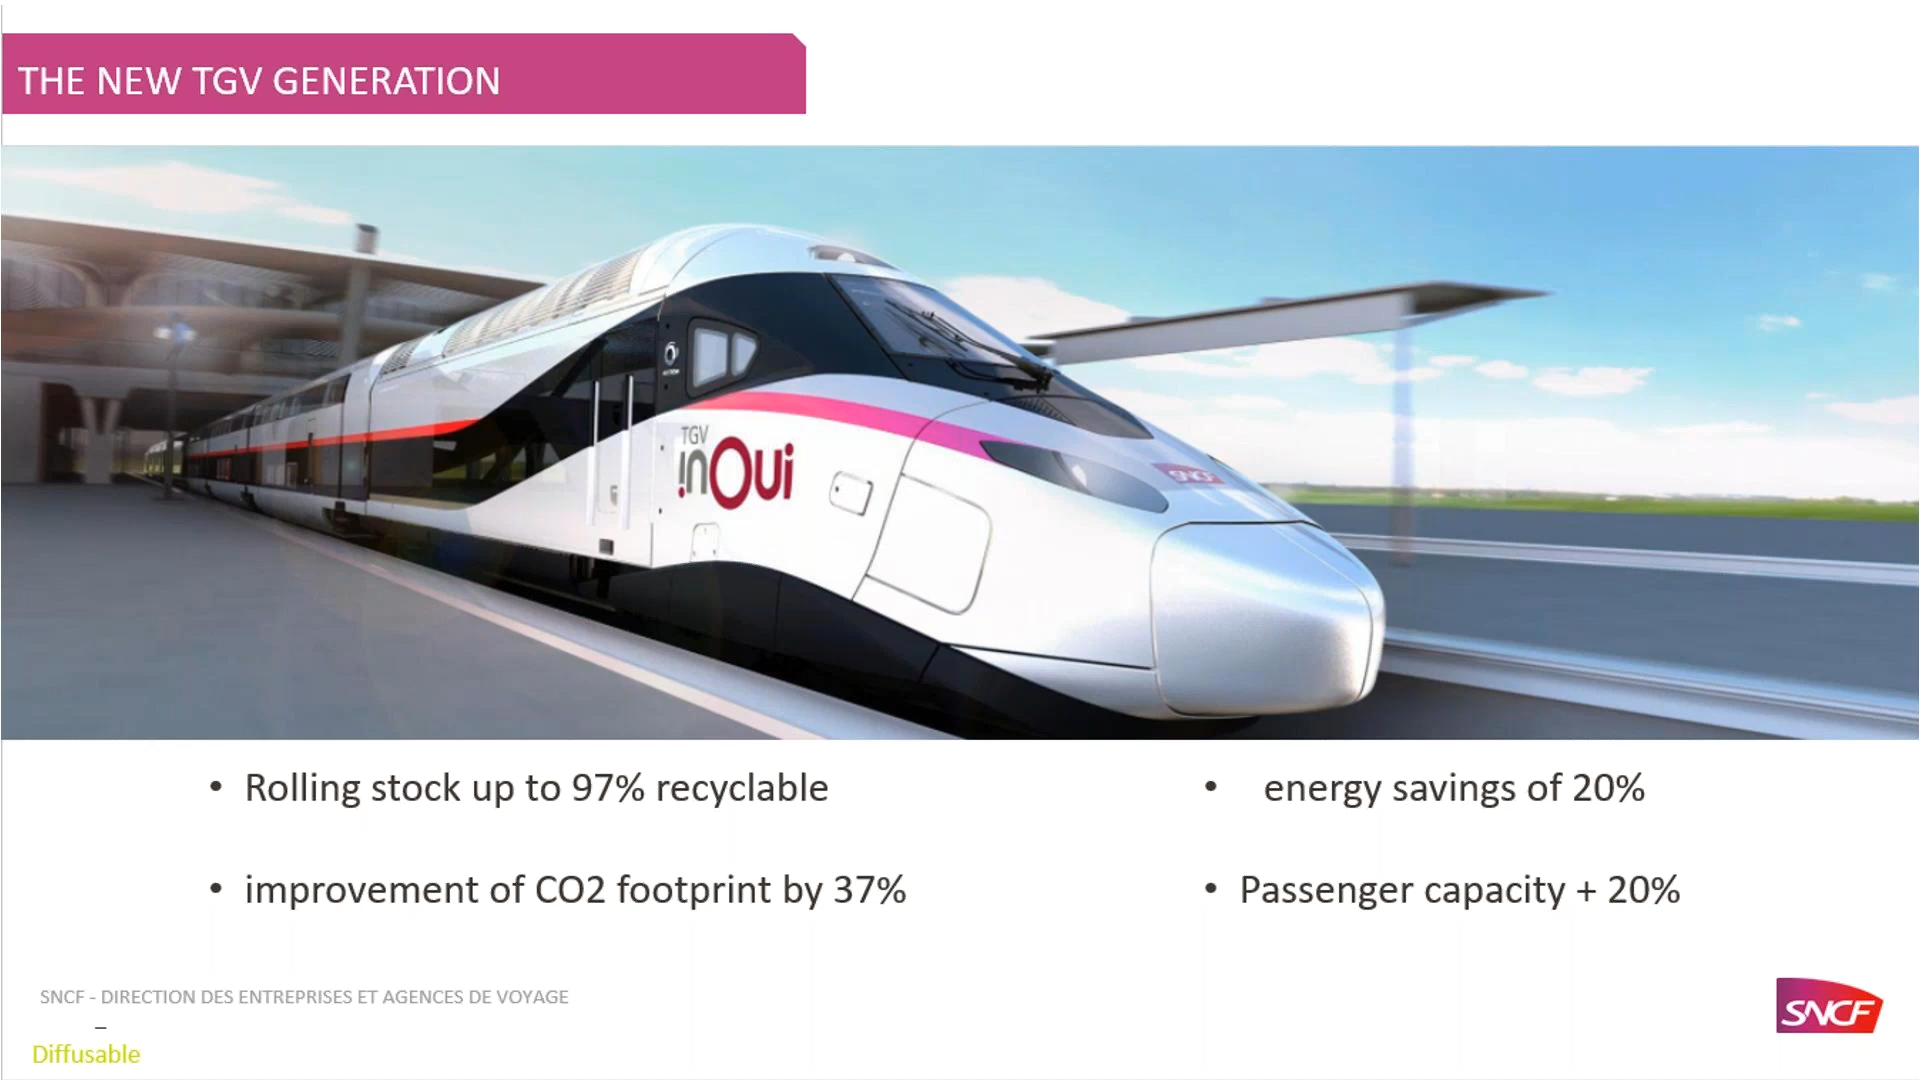 THE NEW TGV GENERATION
TGV
inOui
SNCF
• Rolling stock up to 97% recyclable
• energy savings of 20%
• improvement of CO2 footprint by 37%
• Passenger capacity + 20%
SNCF - DIRECTION DES ENTREPRISES ET AGENCES DE VOYAGE
–
Diffusable
SNCF